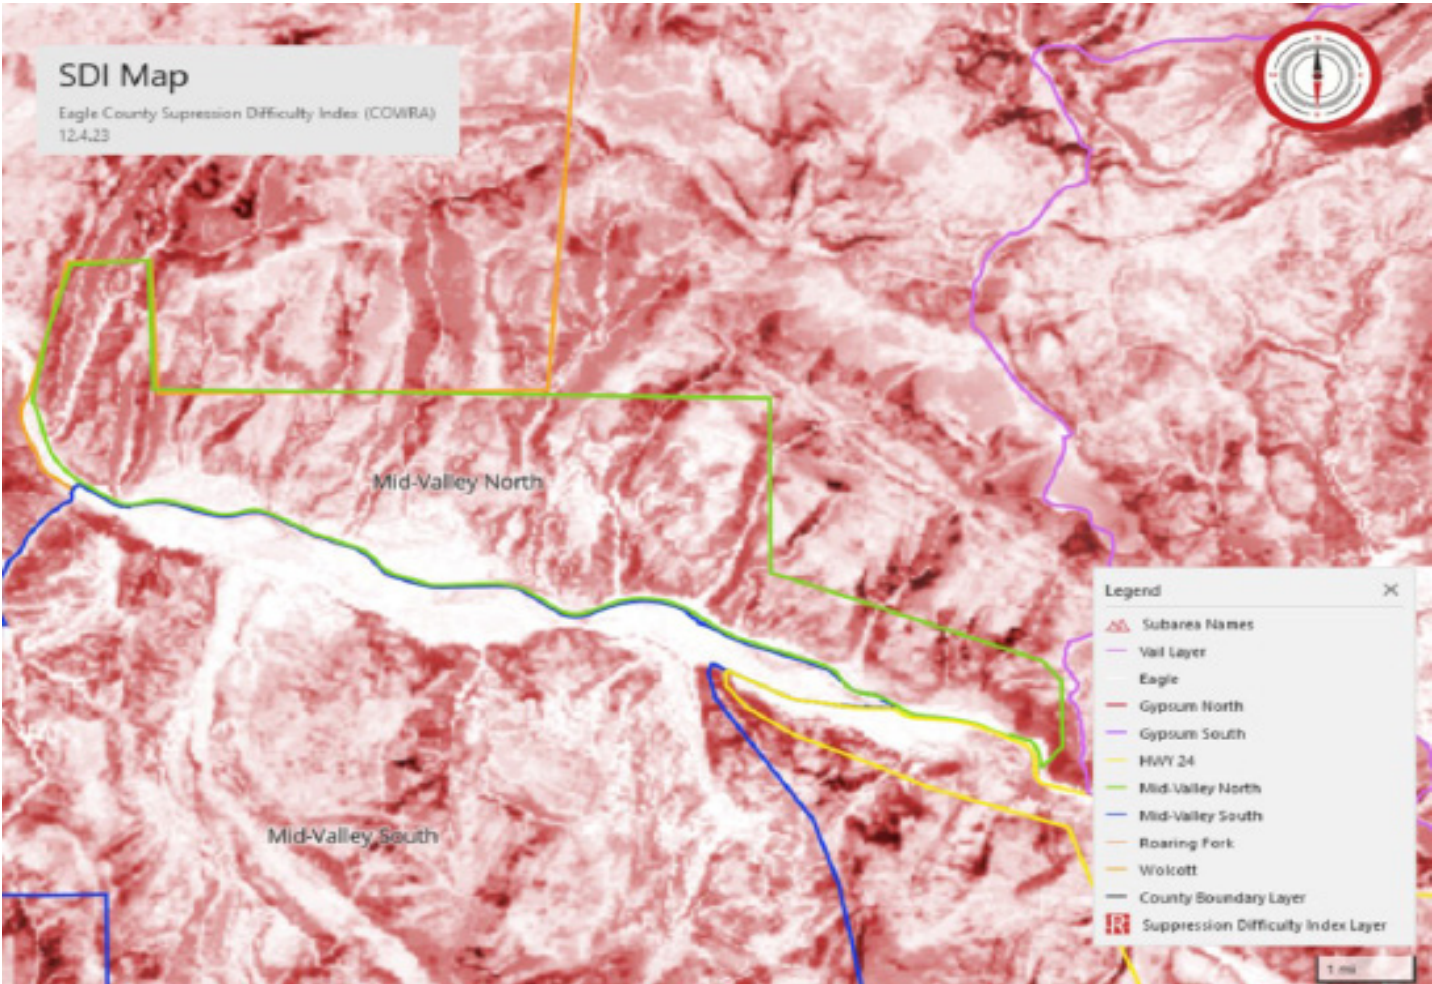 SDI Map
Eagle County Supression Difficulty Index (COWRA)
12.4.23
Mid-Valley North
Mid-Valley South
Legend
Subarea Names
Vail Layer
Eagle
Gypsum North
Gypsum South
HWY 24
Mid-Valley North
Mid-Valley South
Roaring Fork
Wolcott
County Boundary Layer
Suppression Difficulty Index Layer
1 mi